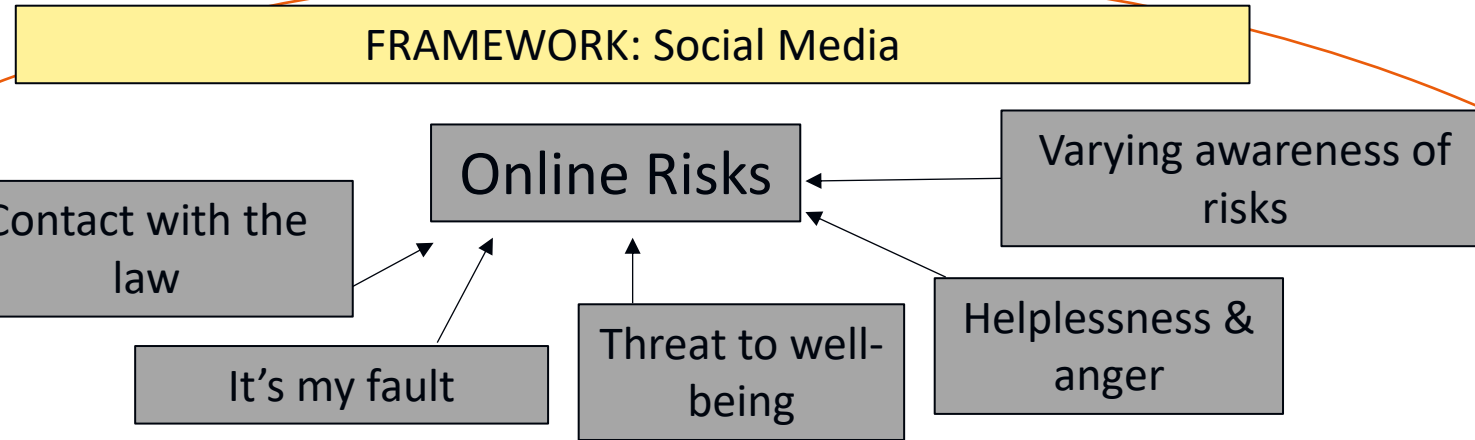 FRAMEWORK: Social Media
Online Risks
Varying awareness of
risks
Contact with the
law
Helplessness &
anger
Threat to well-
being
It's my fault